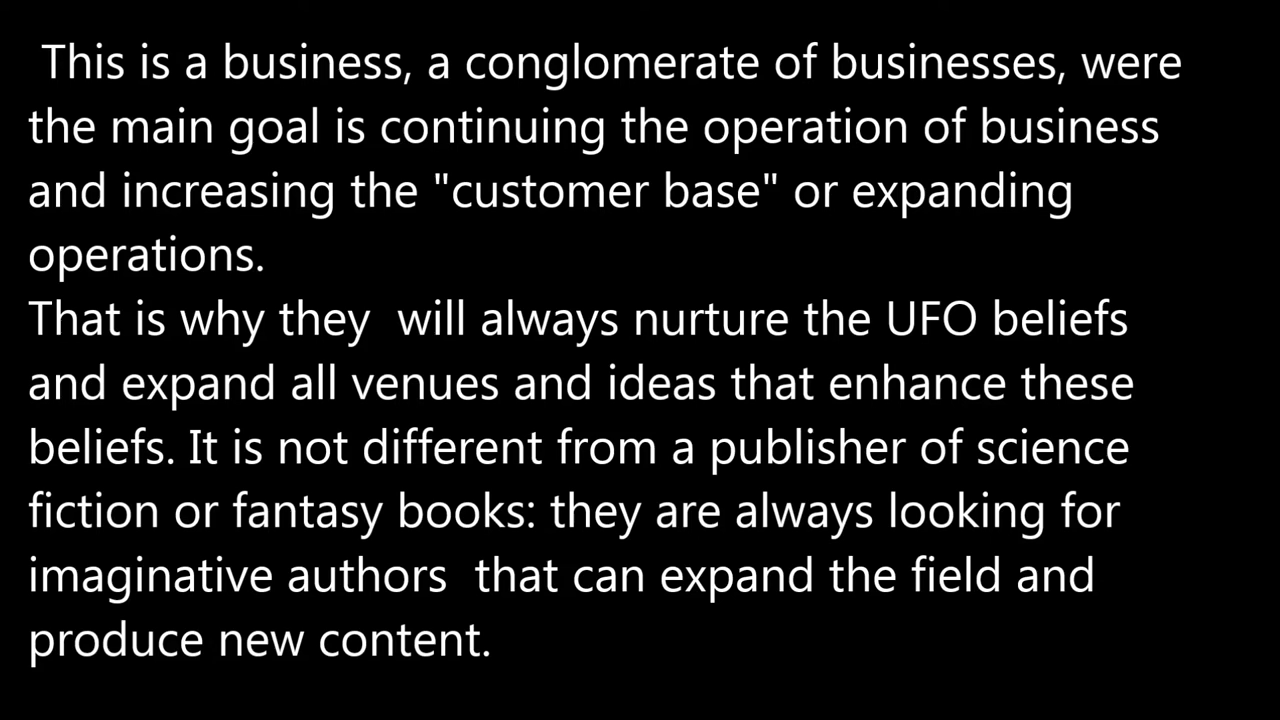 This is a business, a conglomerate of businesses, were
the main goal is continuing the operation of business
and increasing the "customer base" or expanding
operations.
That is why they  will always nurture the UFO beliefs
and expand all venues and ideas that enhance these
beliefs. It is not different from a publisher of science
fiction or fantasy books: they are always looking for
imaginative authors  that can expand the field and
produce new content.